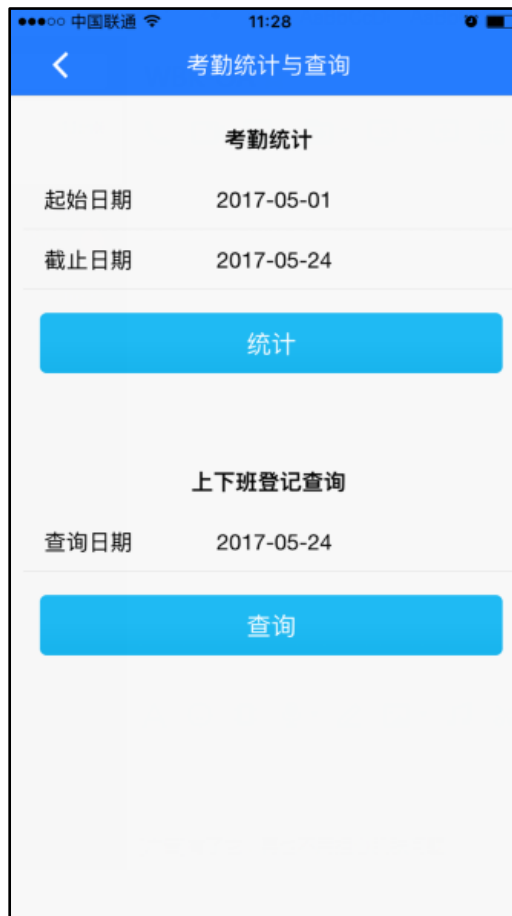 中国联通 11:28
考勤统计与查询
考勤统计
起始日期 2017-05-01
截止日期 2017-05-24
统计
上下班登记查询
查询日期 2017-05-24
查询